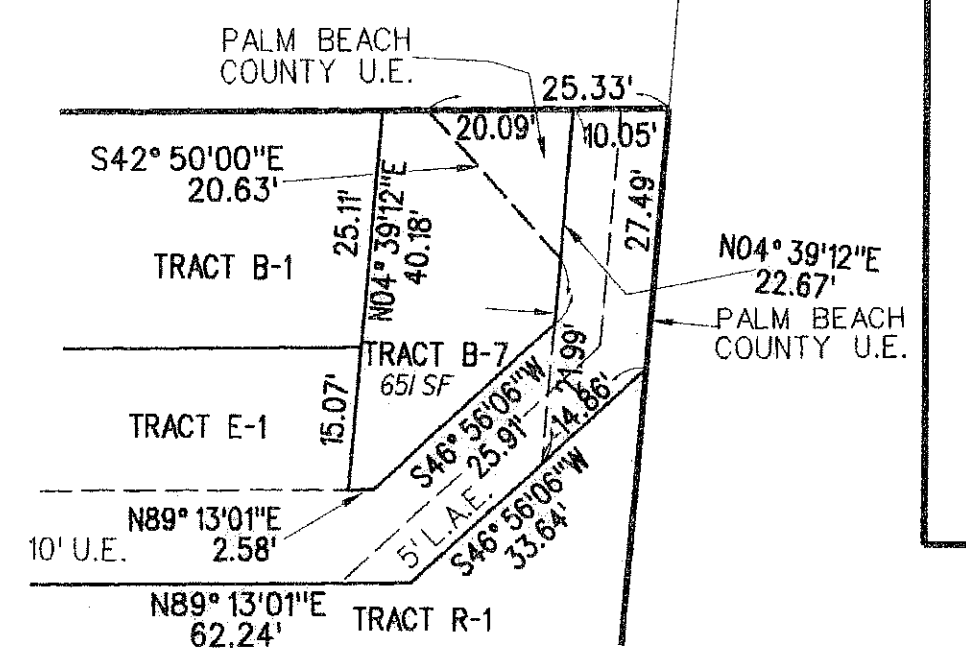 PALM BEACH
COUNTY U.E.
25.33'
20.09'
10.05'
S42° 50'00"E
20.63'
25.11'
N04° 39'12"E
40.18'
27.49'
N04° 39'12"E
22.67'
TRACT B-1
PALM BEACH
COUNTY U.E.
TRACT B-7
651 SF
21.99'
14.86'
TRACT E-1
15.07'
S46° 56'06"W
25.91'
N89° 13'01"E
2.58'
10' U.E.
5' L.A.E.
S46° 56'06"W
33.64'
N89° 13'01"E
62.24'
TRACT R-1